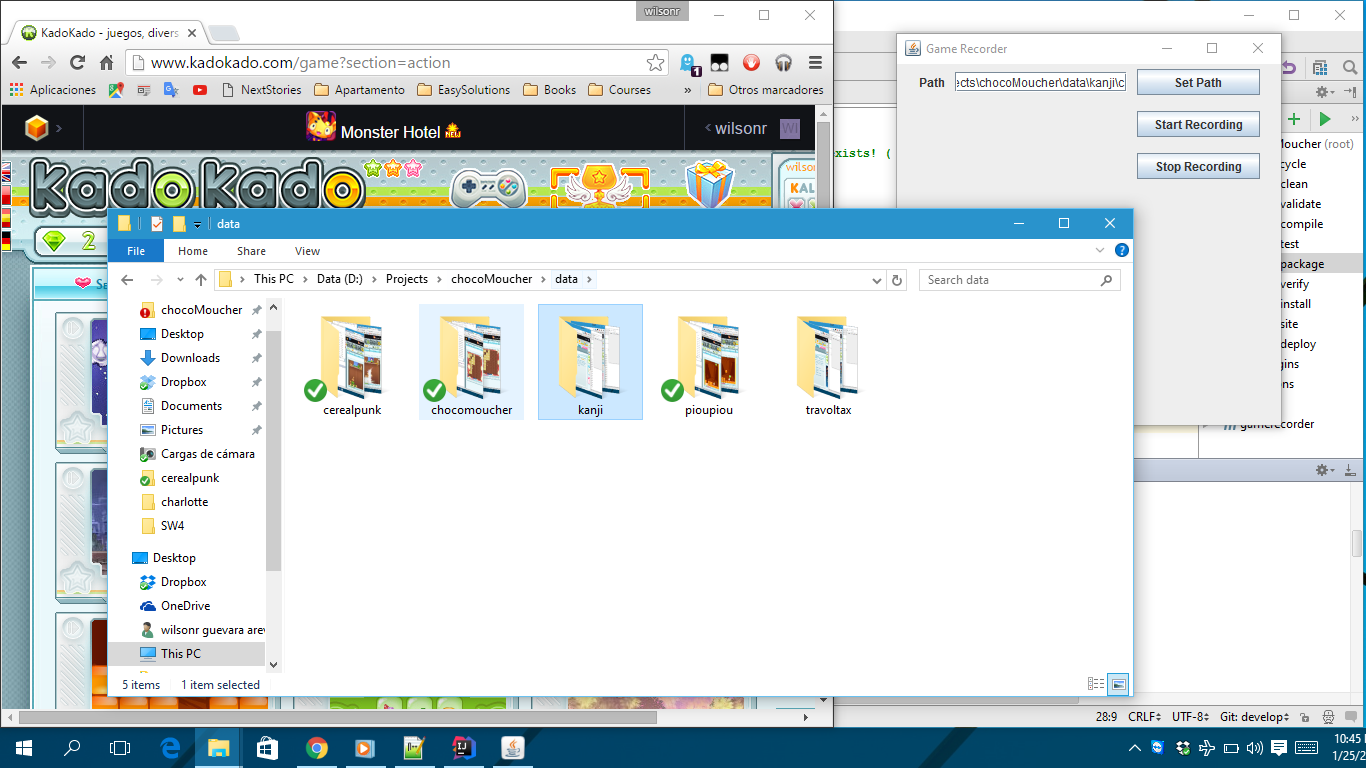 wilsonr
KadoKado - juegos, divers
www.kadokado.com/game?section=action
1
Aplicaciones
NextStories
Apartamento
EasySolutions
Books
Courses
»
Otros marcadores
Monster Hotel NEW
wilsonr
WI
KadoKado
2
Game Recorder
Path
cts\chocoMoucher\data\kanji\c
Set Path
Start Recording
Stop Recording
xists! (
Moucher (root)
cycle
clean
validate
compile
test
package
verify
install
site
deploy
gins
ns
gamerecorder
data
File
Home
Share
View
This PC
Data (D:)
Projects
chocoMoucher
data
Search data
chocoMoucher
Desktop
Downloads
Dropbox
Documents
Pictures
Cargas de cámara
cerealpunk
charlotte
SW4
Desktop
Dropbox
OneDrive
wilsonr guevara arev
This PC
cerealpunk
chocomoucher
kanji
pioupiou
travoltax
5 items
1 item selected
28:9
CRLF
UTF-8
Git: develop
10:45
1/25/2